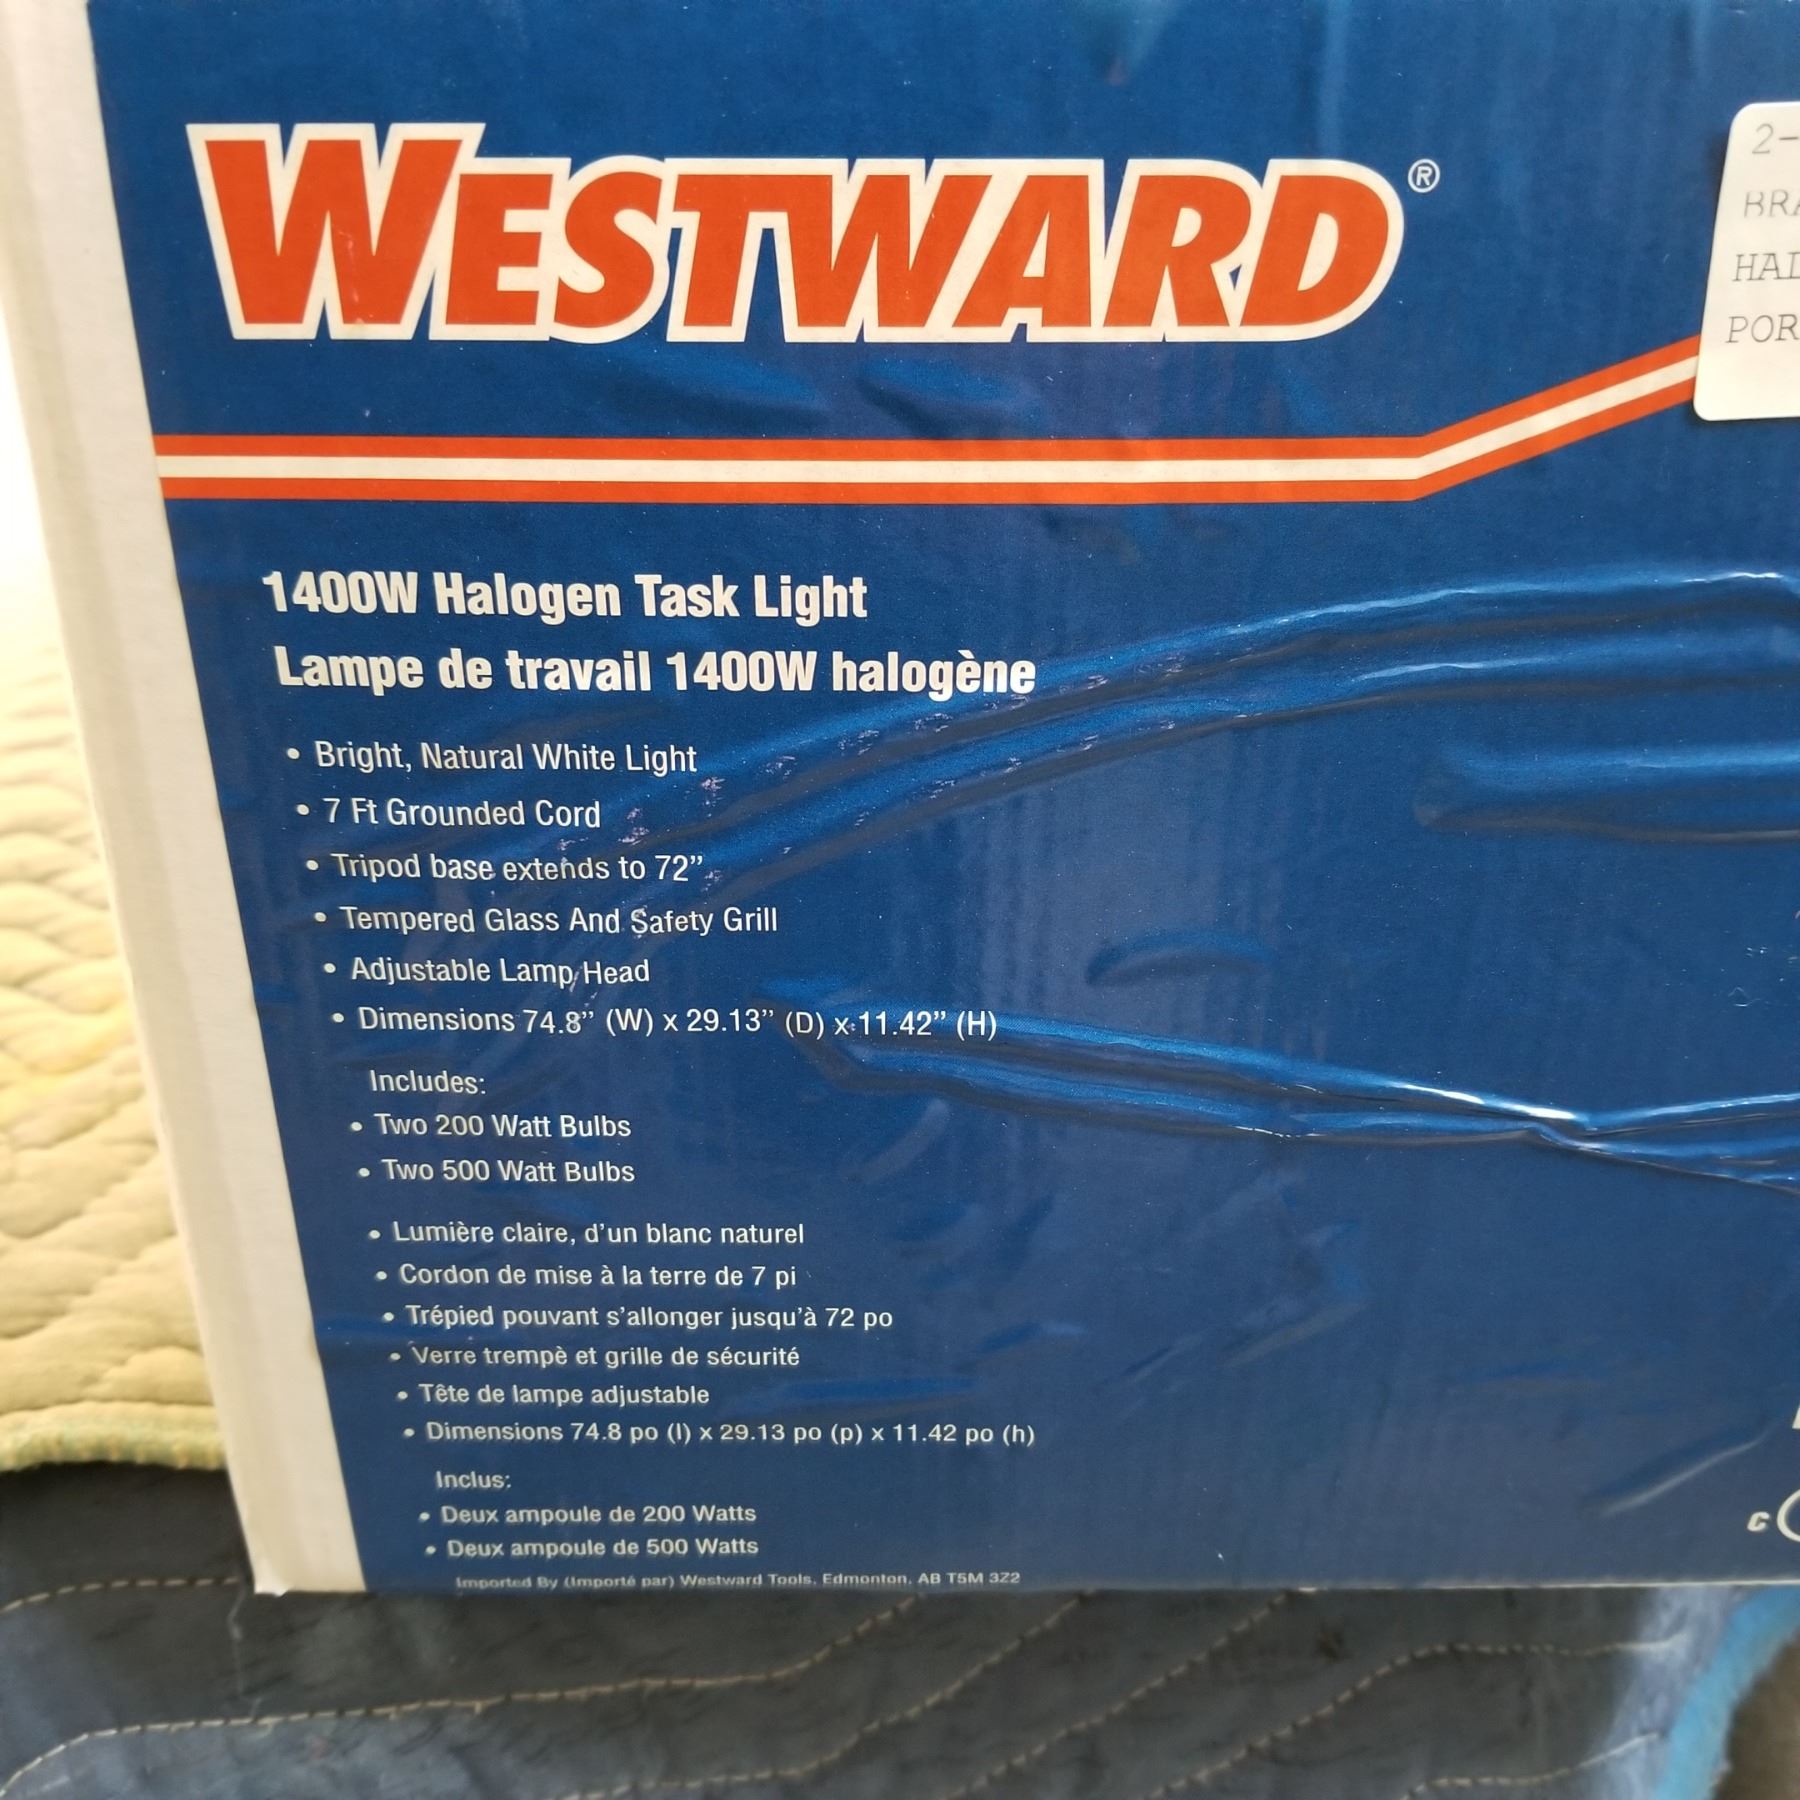 WESTWARD®
2-
BRA
HAL
POR
1400W Halogen Task Light
Lampe de travail 1400W halogène
• Bright, Natural White Light
• 7 Ft Grounded Cord
• Tripod base extends to 72”
• Tempered Glass And Safety Grill
• Adjustable Lamp Head
• Dimensions 74.8” (W) x 29.13” (D) x 11.42” (H)
Includes:
• Two 200 Watt Bulbs
• Two 500 Watt Bulbs
• Lumière claire, d’un blanc naturel
• Cordon de mise à la terre de 7 pi
• Trépied pouvant s’allonger jusqu’à 72 po
• Verre trempè et grille de sécurité
• Tête de lampe adjustable
• Dimensions 74.8 po (l) x 29.13 po (p) x 11.42 po (h)
Inclus:
• Deux ampoule de 200 Watts
• Deux ampoule de 500 Watts
c
Imported By (Importé par) Westward Tools, Edmonton, AB T5M 3Z2